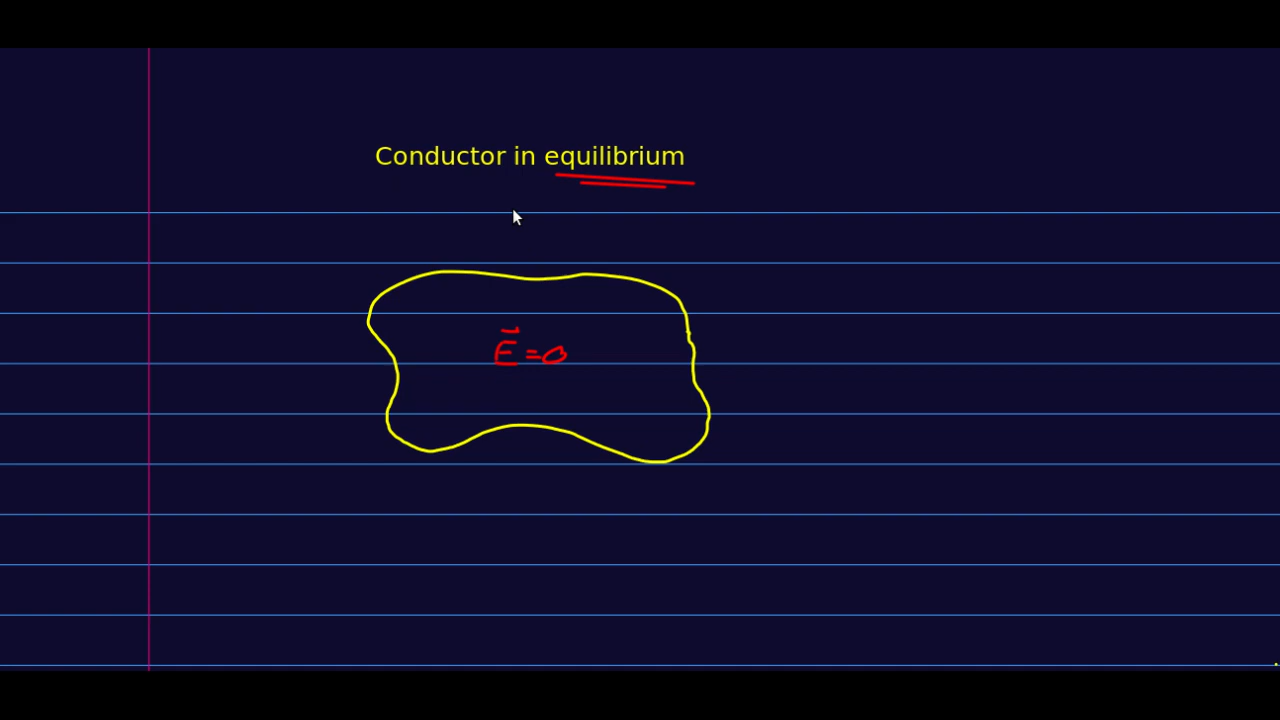 Conductor in equilibrium
E⃗ = 0